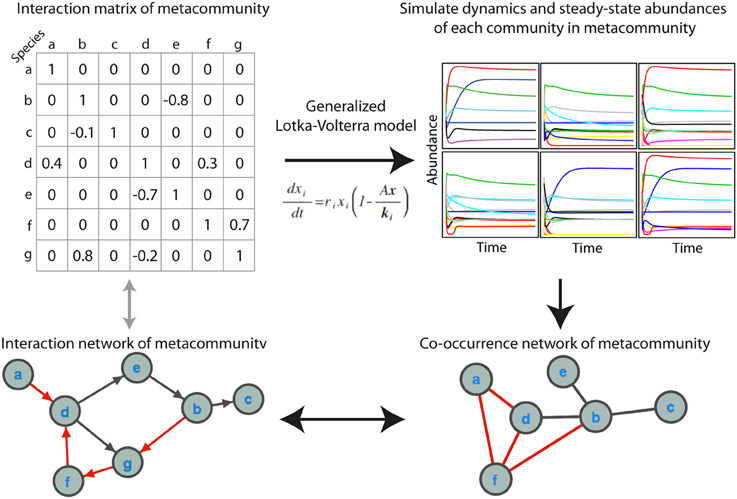 Interaction matrix of metacommunity
Species
a b c d e f g
a 1 0 0 0 0 0 0
b 0 1 0 0 -0.8 0 0
c 0 -0.1 1 0 0 0 0
d 0.4 0 0 1 0 0.3 0
e 0 0 0 -0.7 1 0 0
f 0 0 0 0 0 1 0.7
g 0 0.8 0 -0.2 0 0 1
Generalized
Lotka-Volterra model
dx_i/dt = r_i x_i (1 - Ax/k_i)
Simulate dynamics and steady-state abundances
of each community in metacommunity
Abundance
Time Time Time
Interaction network of metacommunity
a
e
d
b
c
g
f
Co-occurrence network of metacommunity
a
e
d
b
c
f